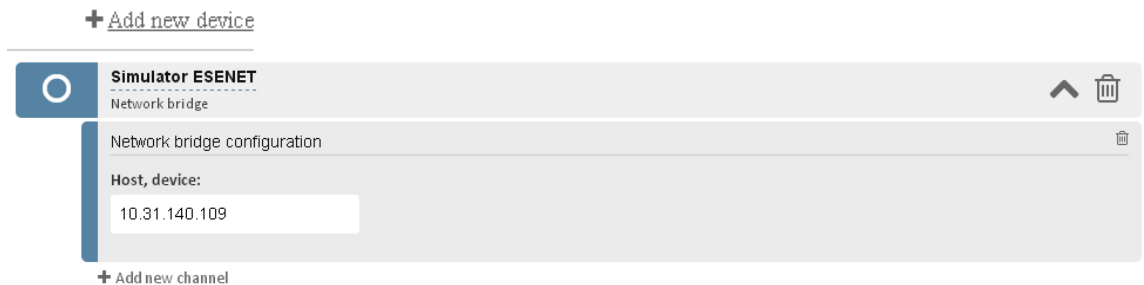 Add new device
Simulator ESENET
Network bridge
Network bridge configuration
Host, device:
10.31.140.109
Add new channel